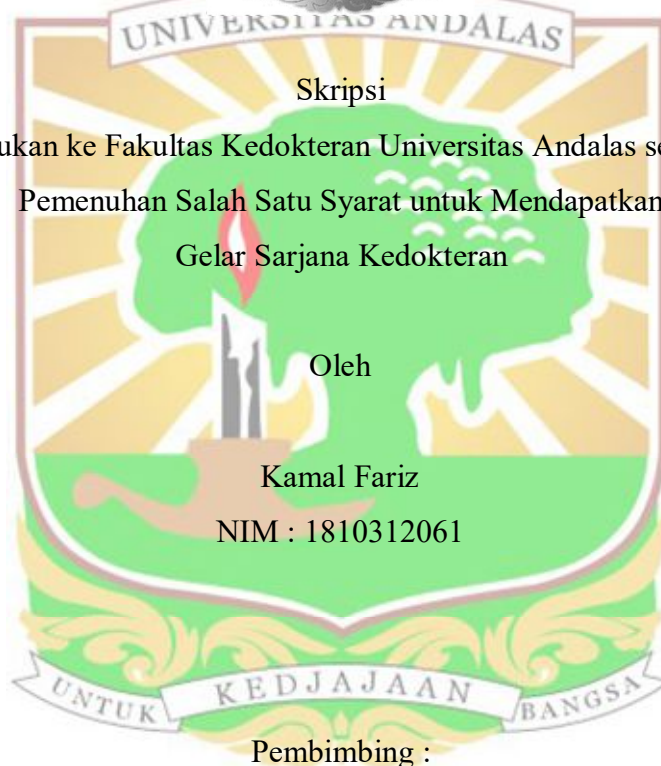 UNIVERSITAS ANDALAS
Skripsi
ukan ke Fakultas Kedokteran Universitas Andalas se
Pemenuhan Salah Satu Syarat untuk Mendapatkan
Gelar Sarjana Kedokteran
Oleh
Kamal Fariz
NIM : 1810312061
UNTUK KEDJAJAAN BANGSA
Pembimbing :